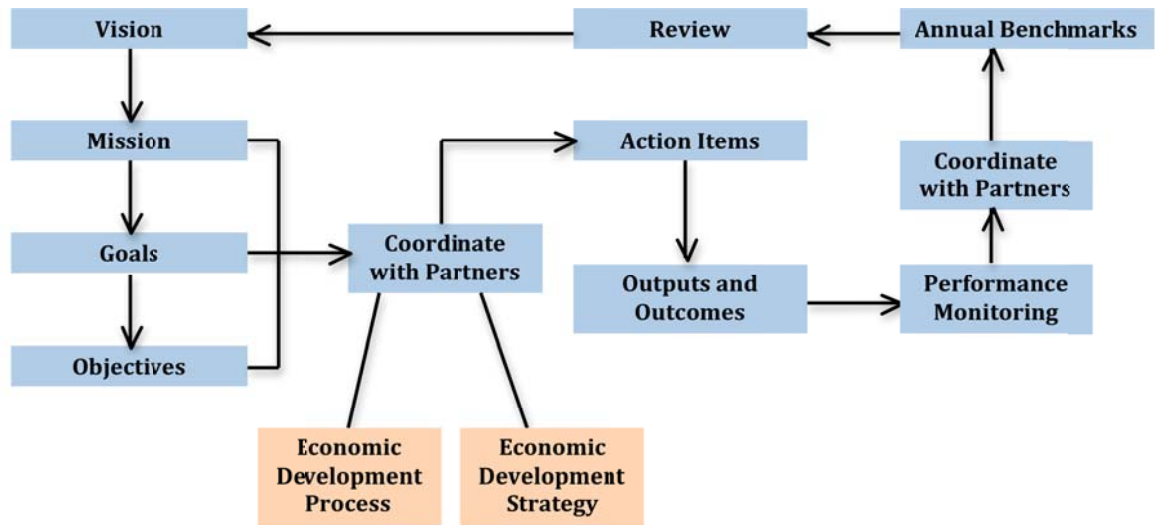 Vision
Review
Annual Benchmarks
Mission
Action Items
Coordinate
with Partners
Goals
Coordinate
with Partners
Outputs and
Outcomes
Performance
Monitoring
Objectives
Economic
Development
Process
Economic
Development
Strategy